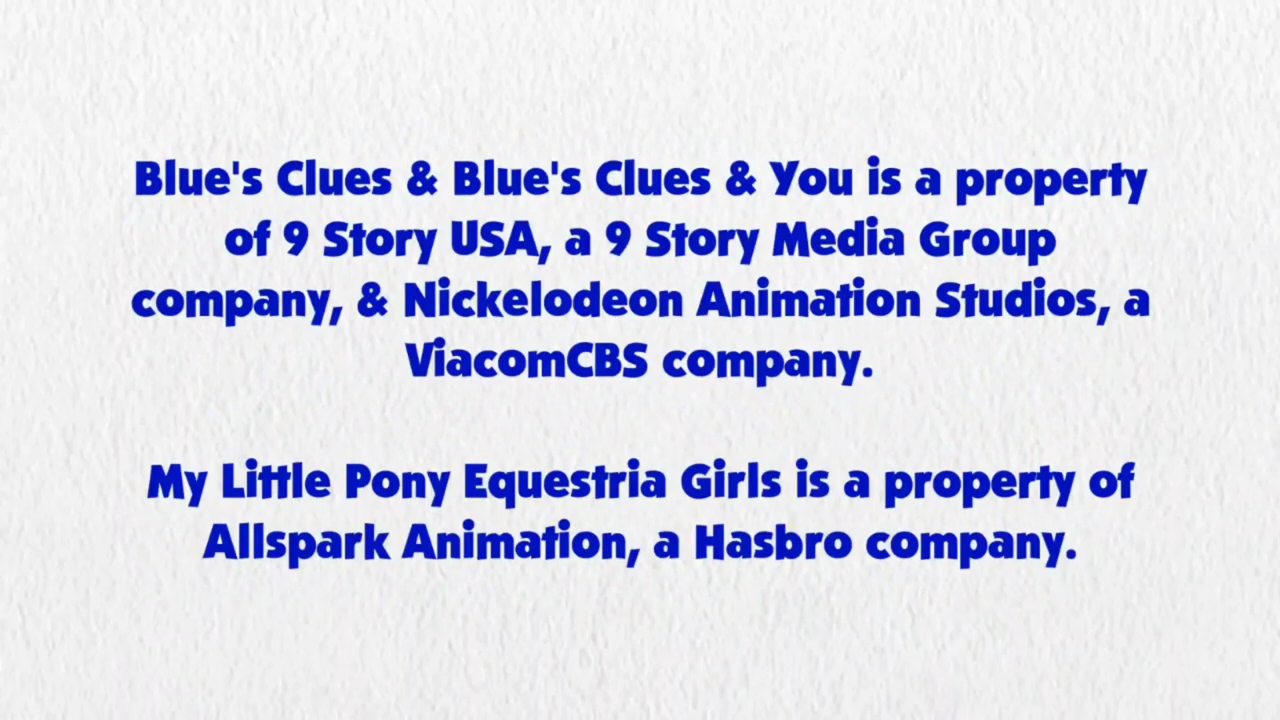 Blue's Clues & Blue's Clues & You is a property
of 9 Story USA, a 9 Story Media Group
company, & Nickelodeon Animation Studios, a
ViacomCBS company.
My Little Pony Equestria Girls is a property of
Allspark Animation, a Hasbro company.